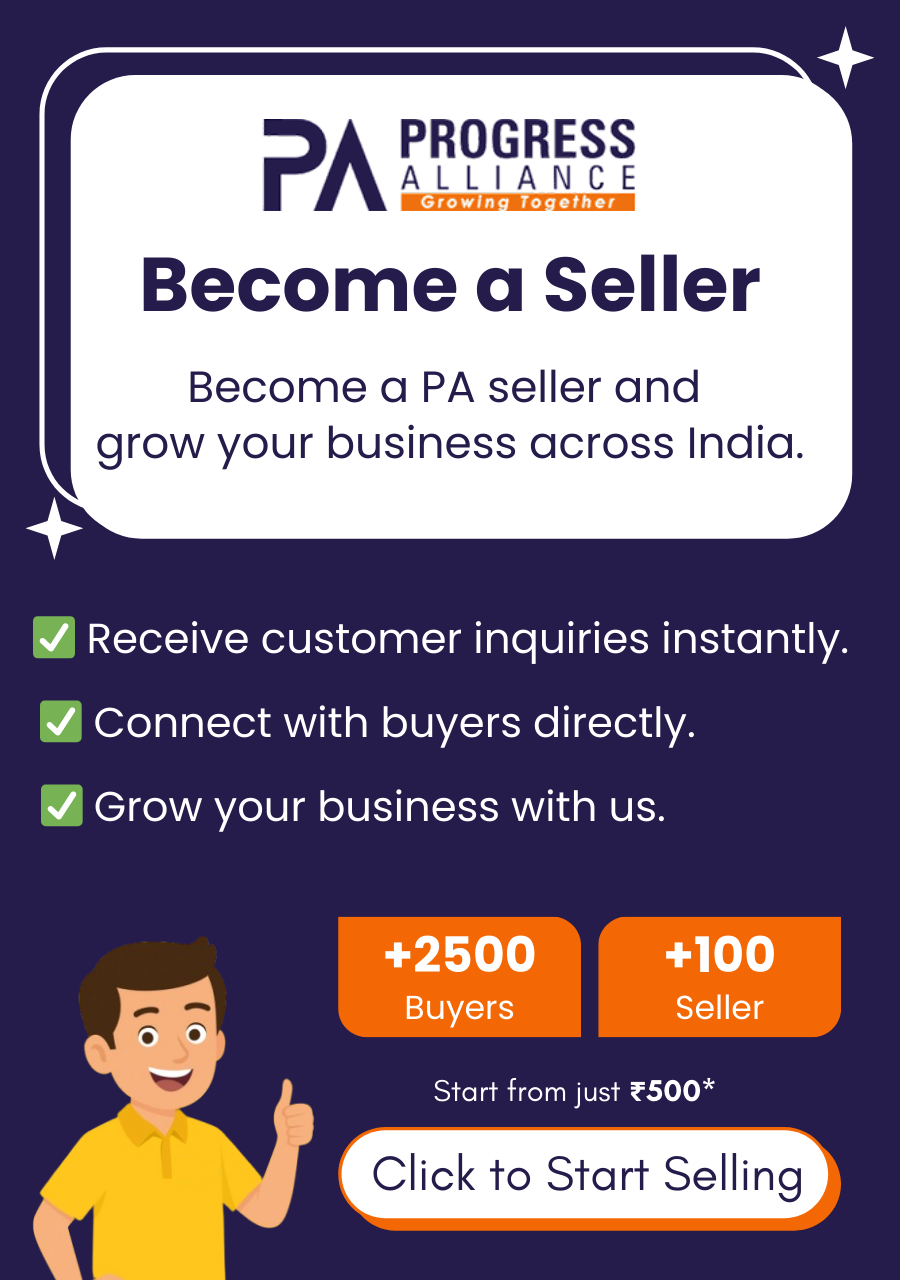 PA PROGRESS
ALLIANCE
Growing Together
Become a Seller
Become a PA seller and
grow your business across India.
✅ Receive customer inquiries instantly.
✅ Connect with buyers directly.
✅ Grow your business with us.
+2500
Buyers
+100
Seller
Start from just ₹500*
Click to Start Selling